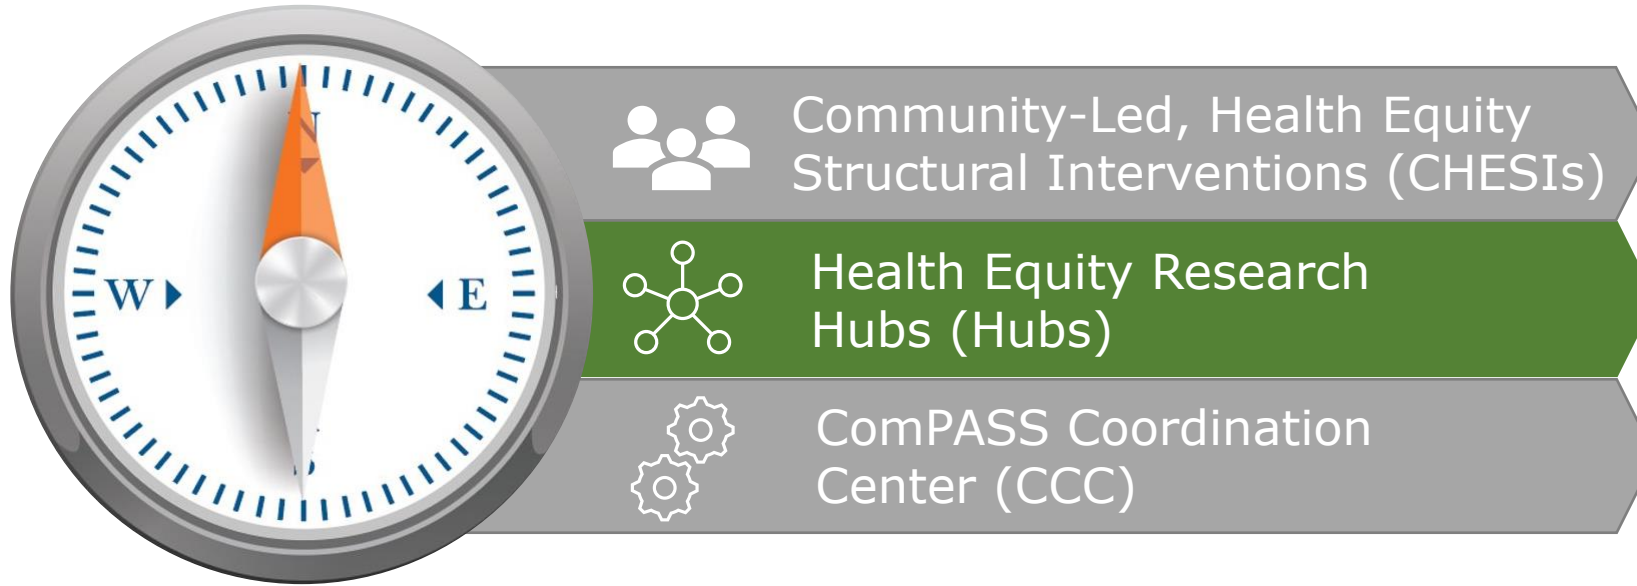 N
W
E
S
Community-Led, Health Equity
Structural Interventions (CHESIs)
Health Equity Research
Hubs (Hubs)
ComPASS Coordination
Center (CCC)